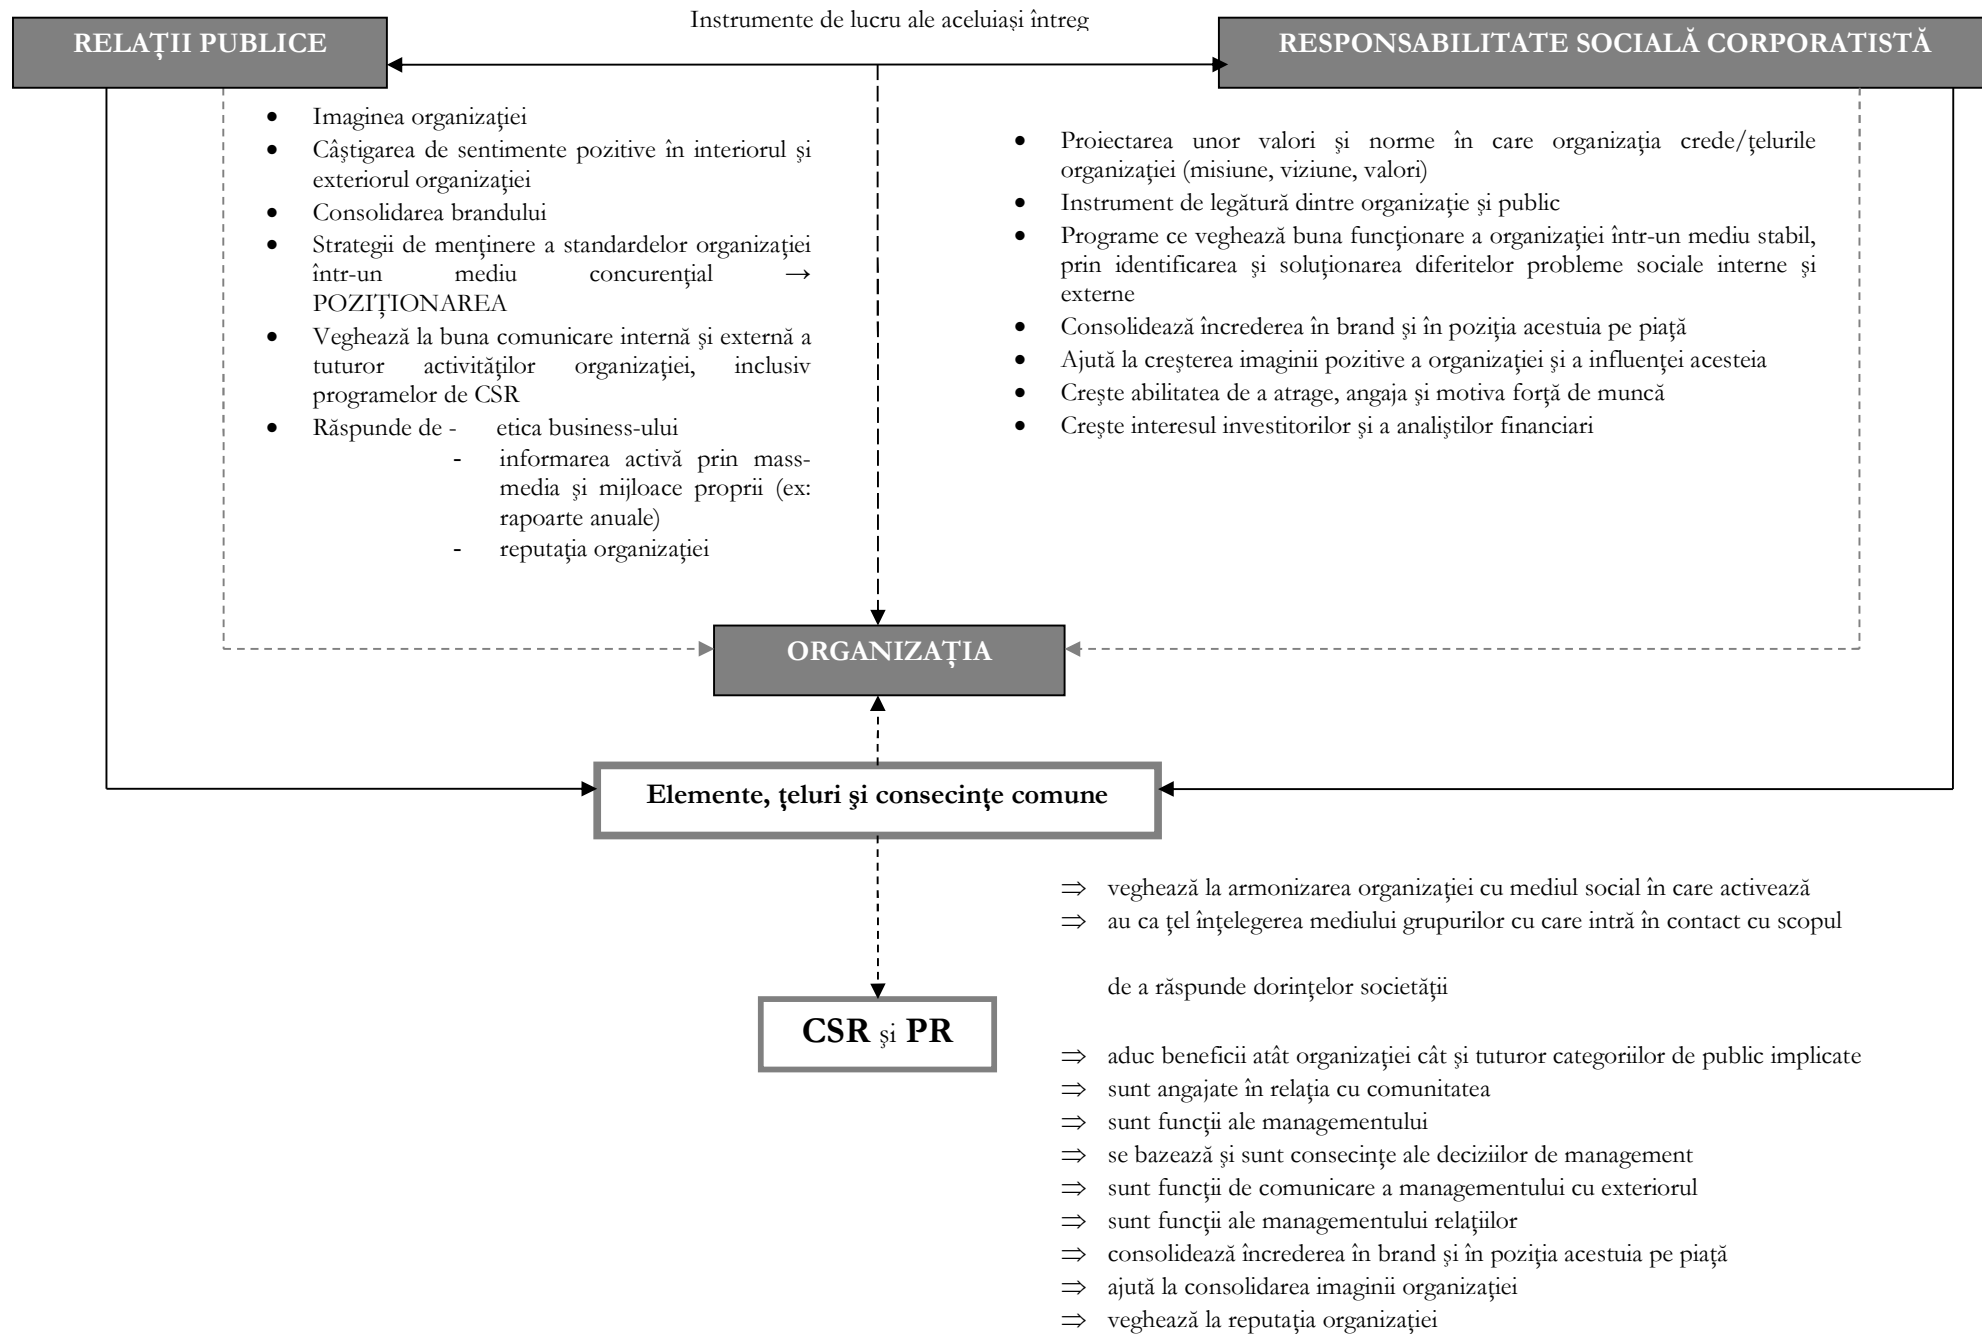 Instrumente de lucru ale aceluiași întreg
RELAŢII PUBLICE
RESPONSABILITATE SOCIALĂ CORPORATISTĂ
• Imaginea organizaţiei
• Câştigarea de sentimente pozitive în interiorul şi
exteriorul organizaţiei
• Consolidarea brandului
• Strategii de menţinere a standardelor organizaţiei
într-un mediu concurenţial →
POZIŢIONAREA
• Veghează la buna comunicare internă şi externă a
tuturor activităţilor organizaţiei, inclusiv
programelor de CSR
• Răspunde de - etica business-ului
- informarea activă prin mass-
media şi mijloace proprii (ex:
rapoarte anuale)
- reputaţia organizaţiei
• Proiectarea unor valori şi norme în care organizaţia crede/ţelurile
organizaţiei (misiune, viziune, valori)
• Instrument de legătură dintre organizaţie şi public
• Programe ce veghează buna funcţionare a organizaţiei într-un mediu stabil,
prin identificarea şi soluţionarea diferitelor probleme sociale interne şi
externe
• Consolidează încrederea în brand şi în poziţia acestuia pe piaţă
• Ajută la creşterea imaginii pozitive a organizaţiei şi a influenţei acesteia
• Creşte abilitatea de a atrage, angaja şi motiva forţă de muncă
• Creşte interesul investitorilor şi a analiştilor financiari
ORGANIZAŢIA
Elemente, ţeluri şi consecinţe comune
CSR şi PR
⇒ veghează la armonizarea organizaţiei cu mediul social în care activează
⇒ au ca ţel înţelegerea mediului grupurilor cu care intră în contact cu scopul
de a răspunde dorinţelor societăţii
⇒ aduc beneficii atât organizaţiei cât şi tuturor categoriilor de public implicate
⇒ sunt angajate în relaţia cu comunitatea
⇒ sunt funcţii ale managementului
⇒ se bazează şi sunt consecinţe ale deciziilor de management
⇒ sunt funcţii de comunicare a managementului cu exteriorul
⇒ sunt funcţii ale managementului relaţiilor
⇒ consolidează încrederea în brand şi în poziţia acestuia pe piaţă
⇒ ajută la consolidarea imaginii organizaţiei
⇒ veghează la reputaţia organizaţiei